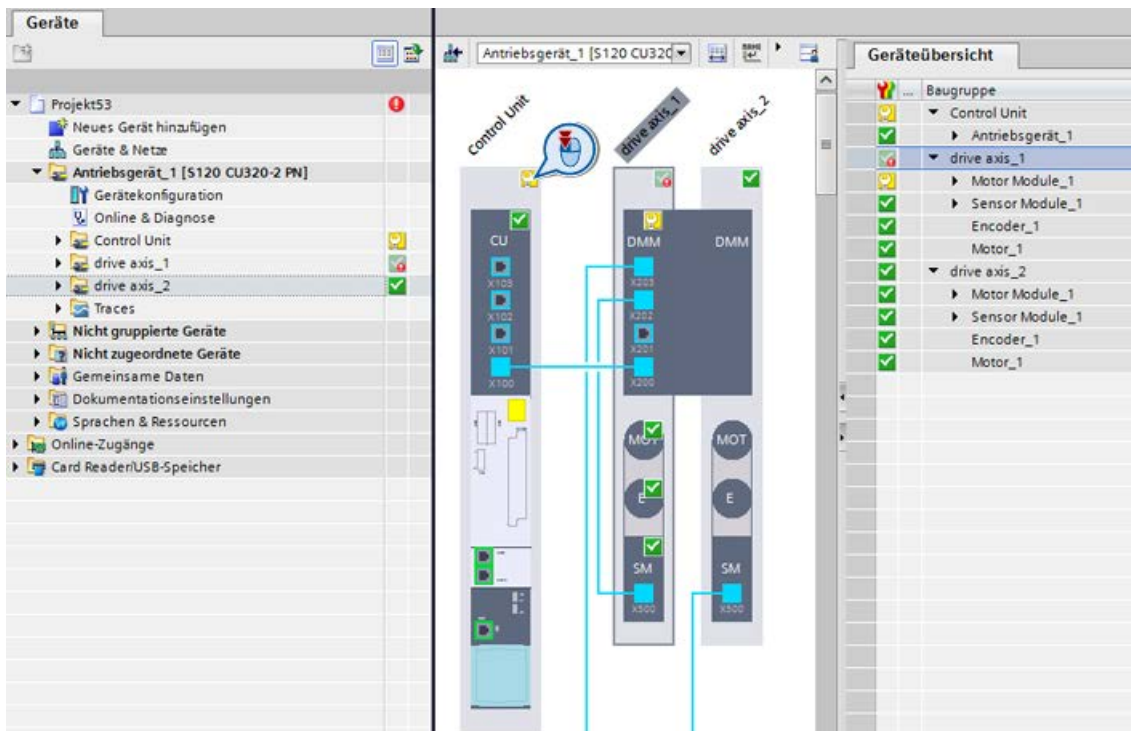 Geräte
Projekt53
Neues Gerät hinzufügen
Geräte & Netze
Antriebsgerät_1 [S120 CU320-2 PN]
Gerätekonfiguration
Online & Diagnose
Control Unit
drive axis_1
drive axis_2
Traces
Nicht gruppierte Geräte
Nicht zugeordnete Geräte
Gemeinsame Daten
Dokumentationseinstellungen
Sprachen & Ressourcen
Online-Zugänge
Card Reader/USB-Speicher
Antriebsgerät_1 [S120 CU320
Control Unit
drive axis_1
drive axis_2
CU
X103
X102
X101
X100
DMM
DMM
X203
X202
X201
X200
MOT
MOT
E
E
SM
SM
X500
X500
Geräteübersicht
... Baugruppe
Control Unit
Antriebsgerät_1
drive axis_1
Motor Module_1
Sensor Module_1
Encoder_1
Motor_1
drive axis_2
Motor Module_1
Sensor Module_1
Encoder_1
Motor_1